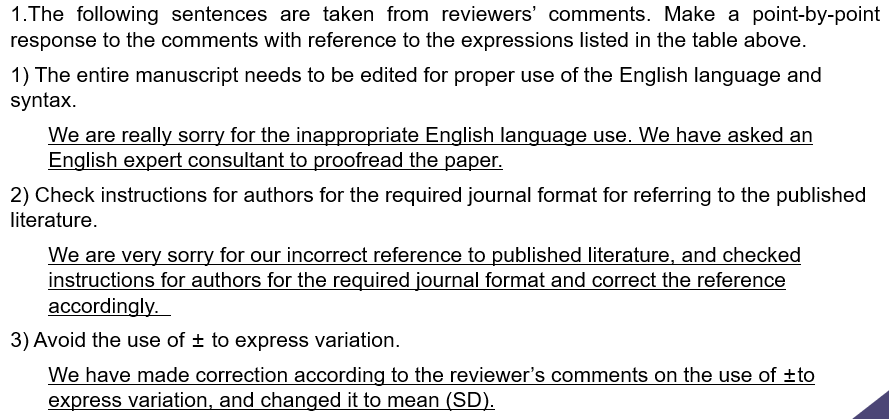 1.The following sentences are taken from reviewers’ comments. Make a point-by-point
response to the comments with reference to the expressions listed in the table above.
1) The entire manuscript needs to be edited for proper use of the English language and
syntax.
We are really sorry for the inappropriate English language use. We have asked an
English expert consultant to proofread the paper.
2) Check instructions for authors for the required journal format for referring to the published
literature.
We are very sorry for our incorrect reference to published literature, and checked
instructions for authors for the required journal format and correct the reference
accordingly.
3) Avoid the use of ± to express variation.
We have made correction according to the reviewer’s comments on the use of ±to
express variation, and changed it to mean (SD).